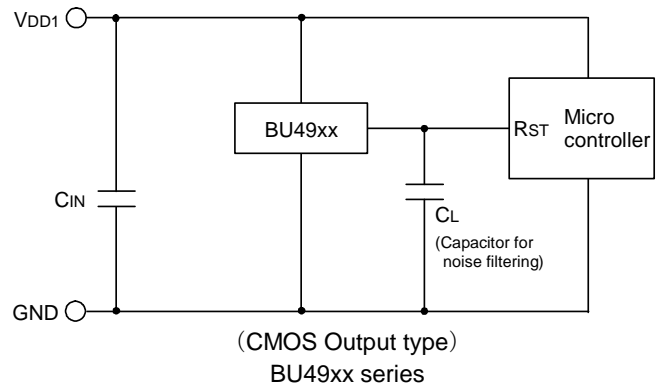 VDD1
BU49xx
RST
Micro
controller
CIN
CL
(Capacitor for
noise filtering)
GND
（CMOS Output type）
BU49xx series